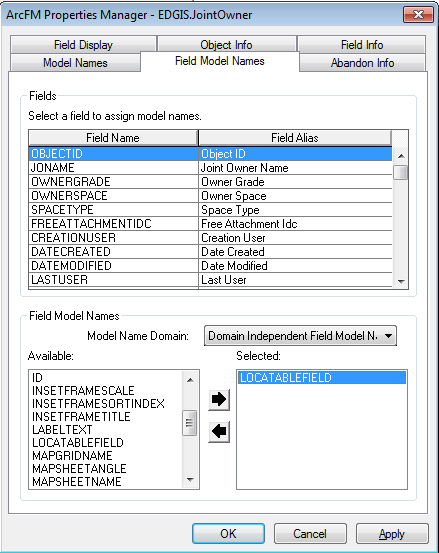 ArcFM Properties Manager - EDGISJointOwner
Field Display Object Info Field Info
Model Names Field Model Names Abandon Info
Fields
Select a field to assign model names.
Field Name Field Alias
OBJECTID Object ID
JONAME Joint Owner Name
OWNERGRADE Owner Grade
OWNERSPACE Owner Space
SPACETYPE Space Type
FREEATTACHMENTIDC Free Attachment Idc
CREATIONUSER Creation User
DATECREATED Date Created
DATEMODIFIED Date Modified
LASTUSER Last User
Field Model Names
Model Name Domain: Domain Independent Field Model Na
Available: Selected:
ID LOCATABLEFIELD
INSETFRAMESCALE
INSETFRAMESORTINDEX
INSETFRAMETITLE
LABELTEXT
LOCATABLEFIELD
MAPGRIDNAME
MAPSHEETANGLE
MAPSHEETNAME
OK Cancel Apply